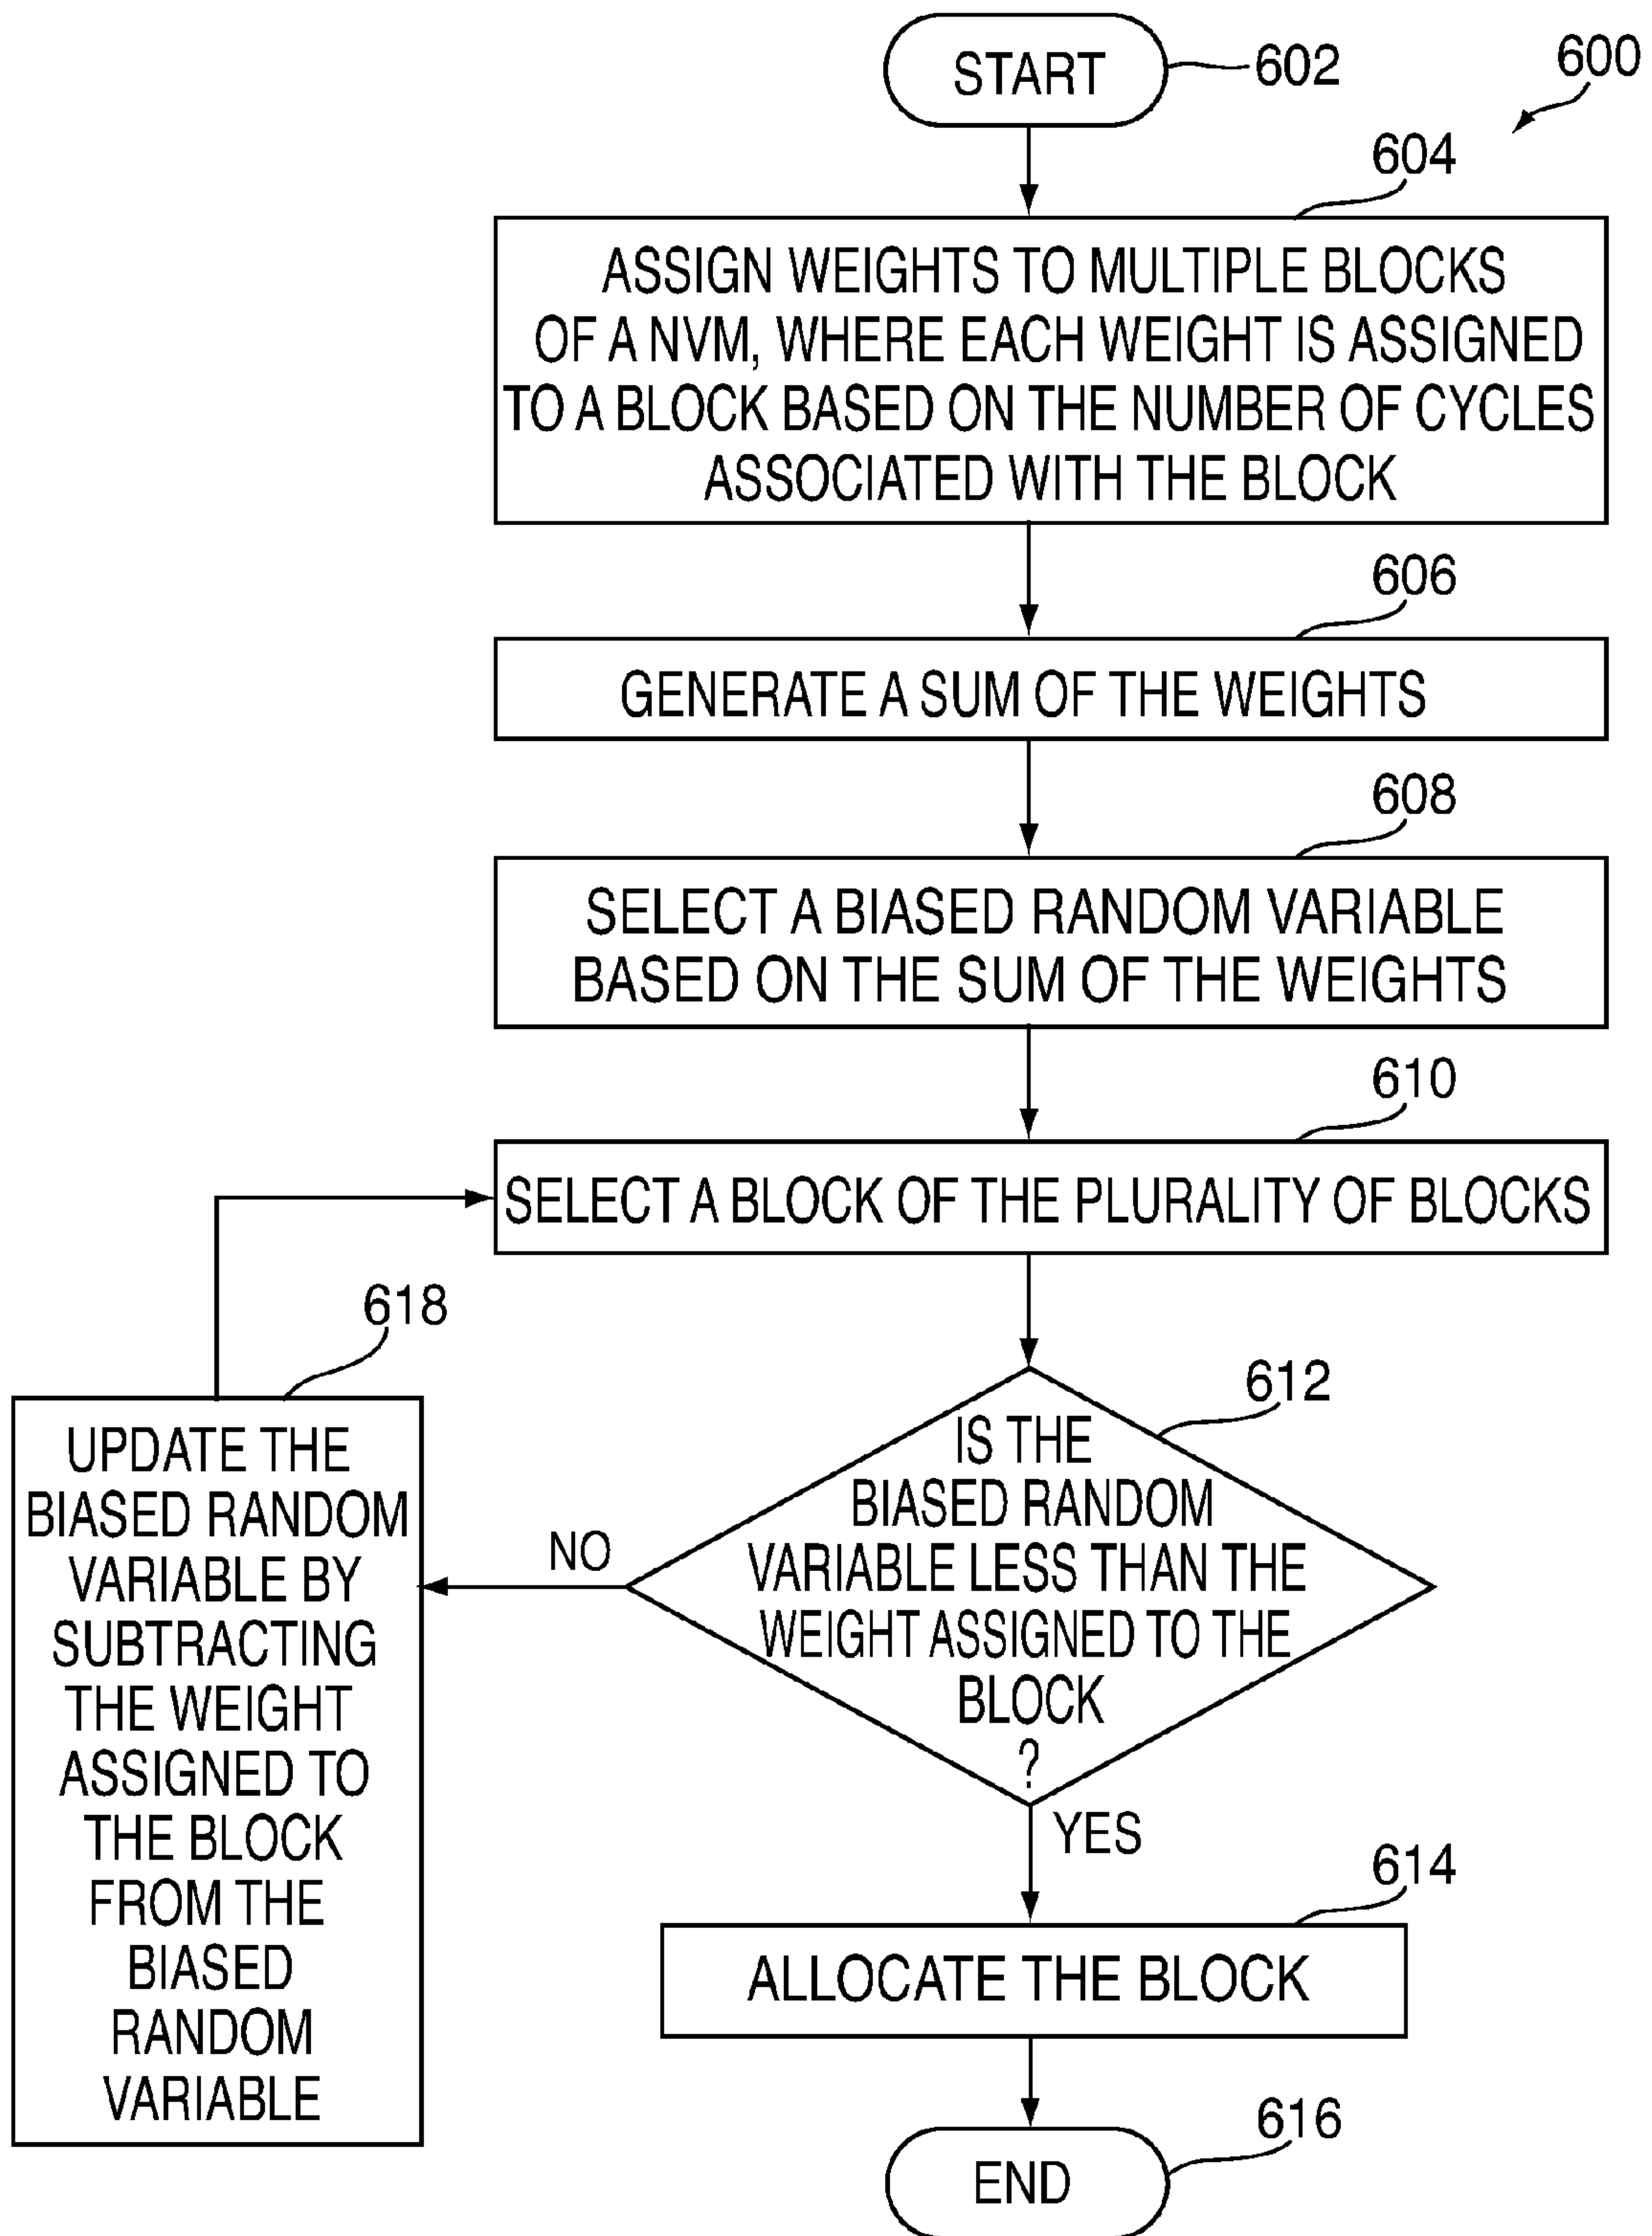 START
602
600
604
ASSIGN WEIGHTS TO MULTIPLE BLOCKS
OF A NVM, WHERE EACH WEIGHT IS ASSIGNED
TO A BLOCK BASED ON THE NUMBER OF CYCLES
ASSOCIATED WITH THE BLOCK
606
GENERATE A SUM OF THE WEIGHTS
608
SELECT A BIASED RANDOM VARIABLE
BASED ON THE SUM OF THE WEIGHTS
610
SELECT A BLOCK OF THE PLURALITY OF BLOCKS
612
IS THE
BIASED RANDOM
VARIABLE LESS THAN THE
WEIGHT ASSIGNED TO THE
BLOCK
?
NO
618
UPDATE THE
BIASED RANDOM
VARIABLE BY
SUBTRACTING
THE WEIGHT
ASSIGNED TO
THE BLOCK
FROM THE
BIASED
RANDOM
VARIABLE
YES
614
ALLOCATE THE BLOCK
616
END